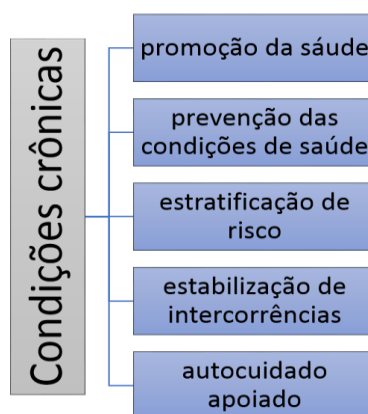 Condições crônicas
promoção da sáude
prevenção das
condições de saúde
estratificação de
risco
estabilização de
intercorrências
autocuidado
apoiado